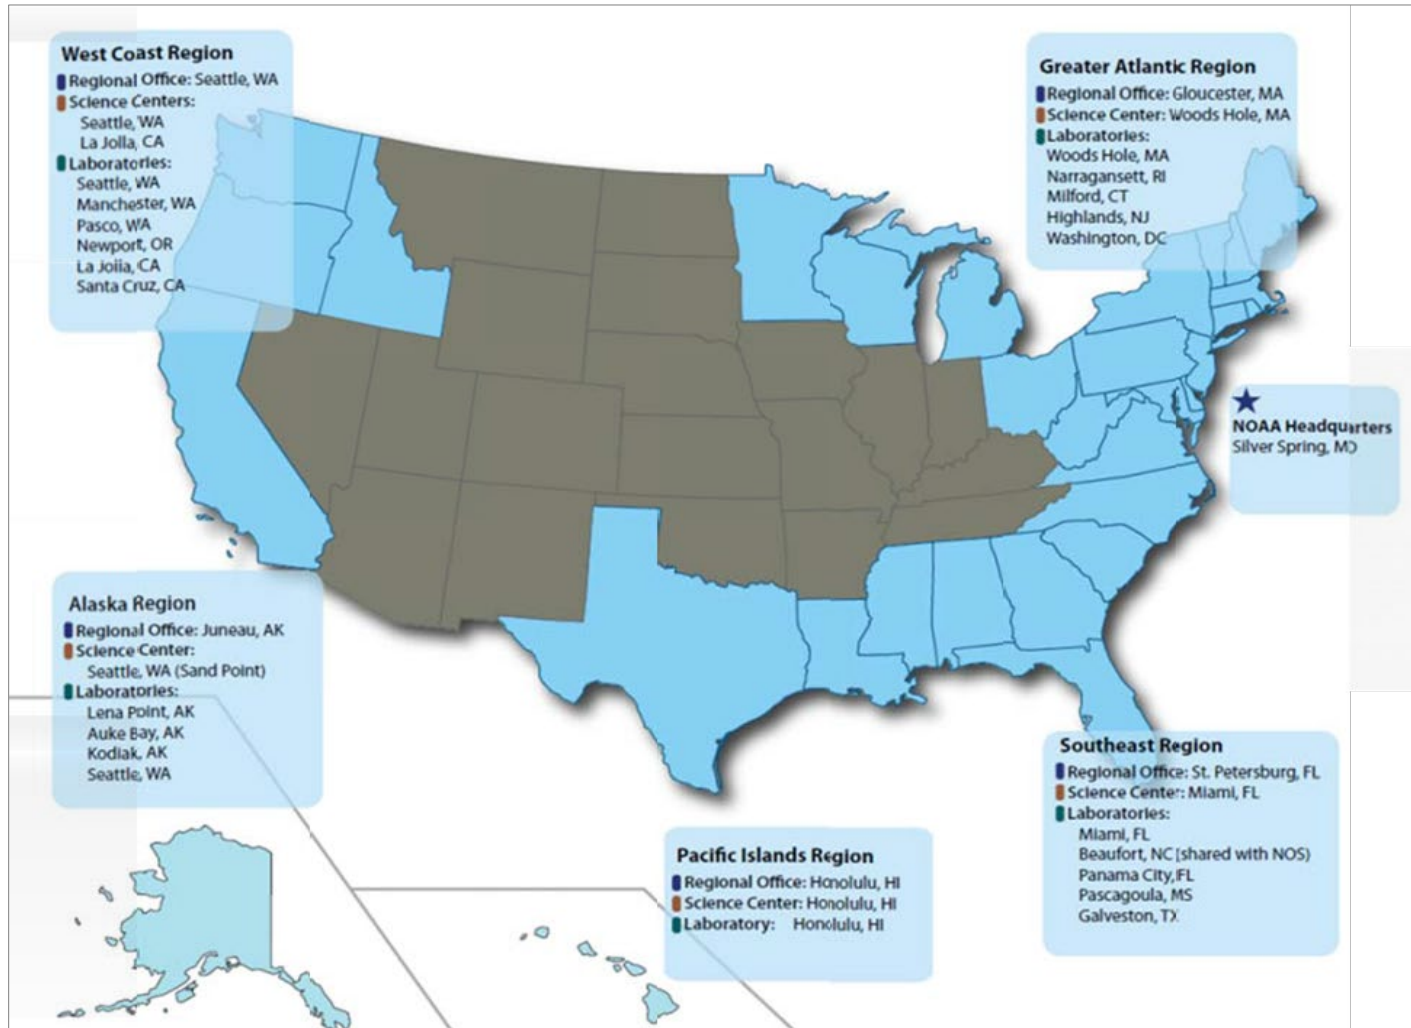 West Coast Region
Regional Office: Seattle, WA
Science Centers:
Seattle, WA
La Jolla, CA
Laboratories:
Seattle, WA
Manchester, WA
Pasco, WA
Newport, OR
La Jolla, CA
Santa Cruz, CA
Greater Atlantic Region
Regional Office: Gloucester, MA
Science Center: Woods Hole, MA
Laboratories:
Woods Hole, MA
Narragansett, RI
Milford, CT
Highlands, NJ
Washington, DC
NOAA Headquarters
Silver Spring, MD
Alaska Region
Regional Office: Juneau, AK
Science Center:
Seattle, WA (Sand Point)
Laboratories:
Lena Point, AK
Auke Bay, AK
Kodiak, AK
Seattle, WA
Pacific Islands Region
Regional Office: Honolulu, HI
Science Center: Honolulu, HI
Laboratory: Honolulu, HI
Southeast Region
Regional Office: St. Petersburg, FL
Science Center: Miami, FL
Laboratories:
Miami, FL
Beaufort, NC (shared with NOS)
Panama City, FL
Pascagoula, MS
Galveston, TX